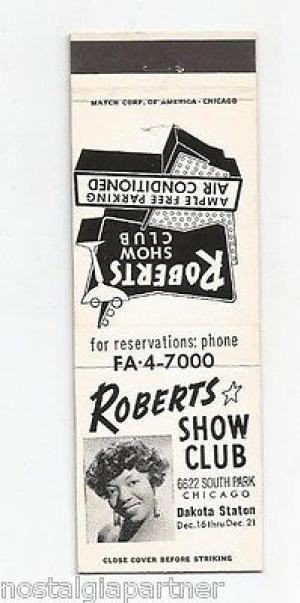 MATCH CORP. OF AMERICA - CHICAGO
AMPLE FREE PARKING
AIR CONDITIONED
ROBERTS
SHOW
CLUB
for reservations: phone
FA·4-7000
ROBERTS
SHOW
CLUB
6622 SOUTH PARK
CHICAGO
Dakota Staton
Dec. 16 thru Dec. 21
CLOSE COVER BEFORE STRIKING
nostalgiapartner